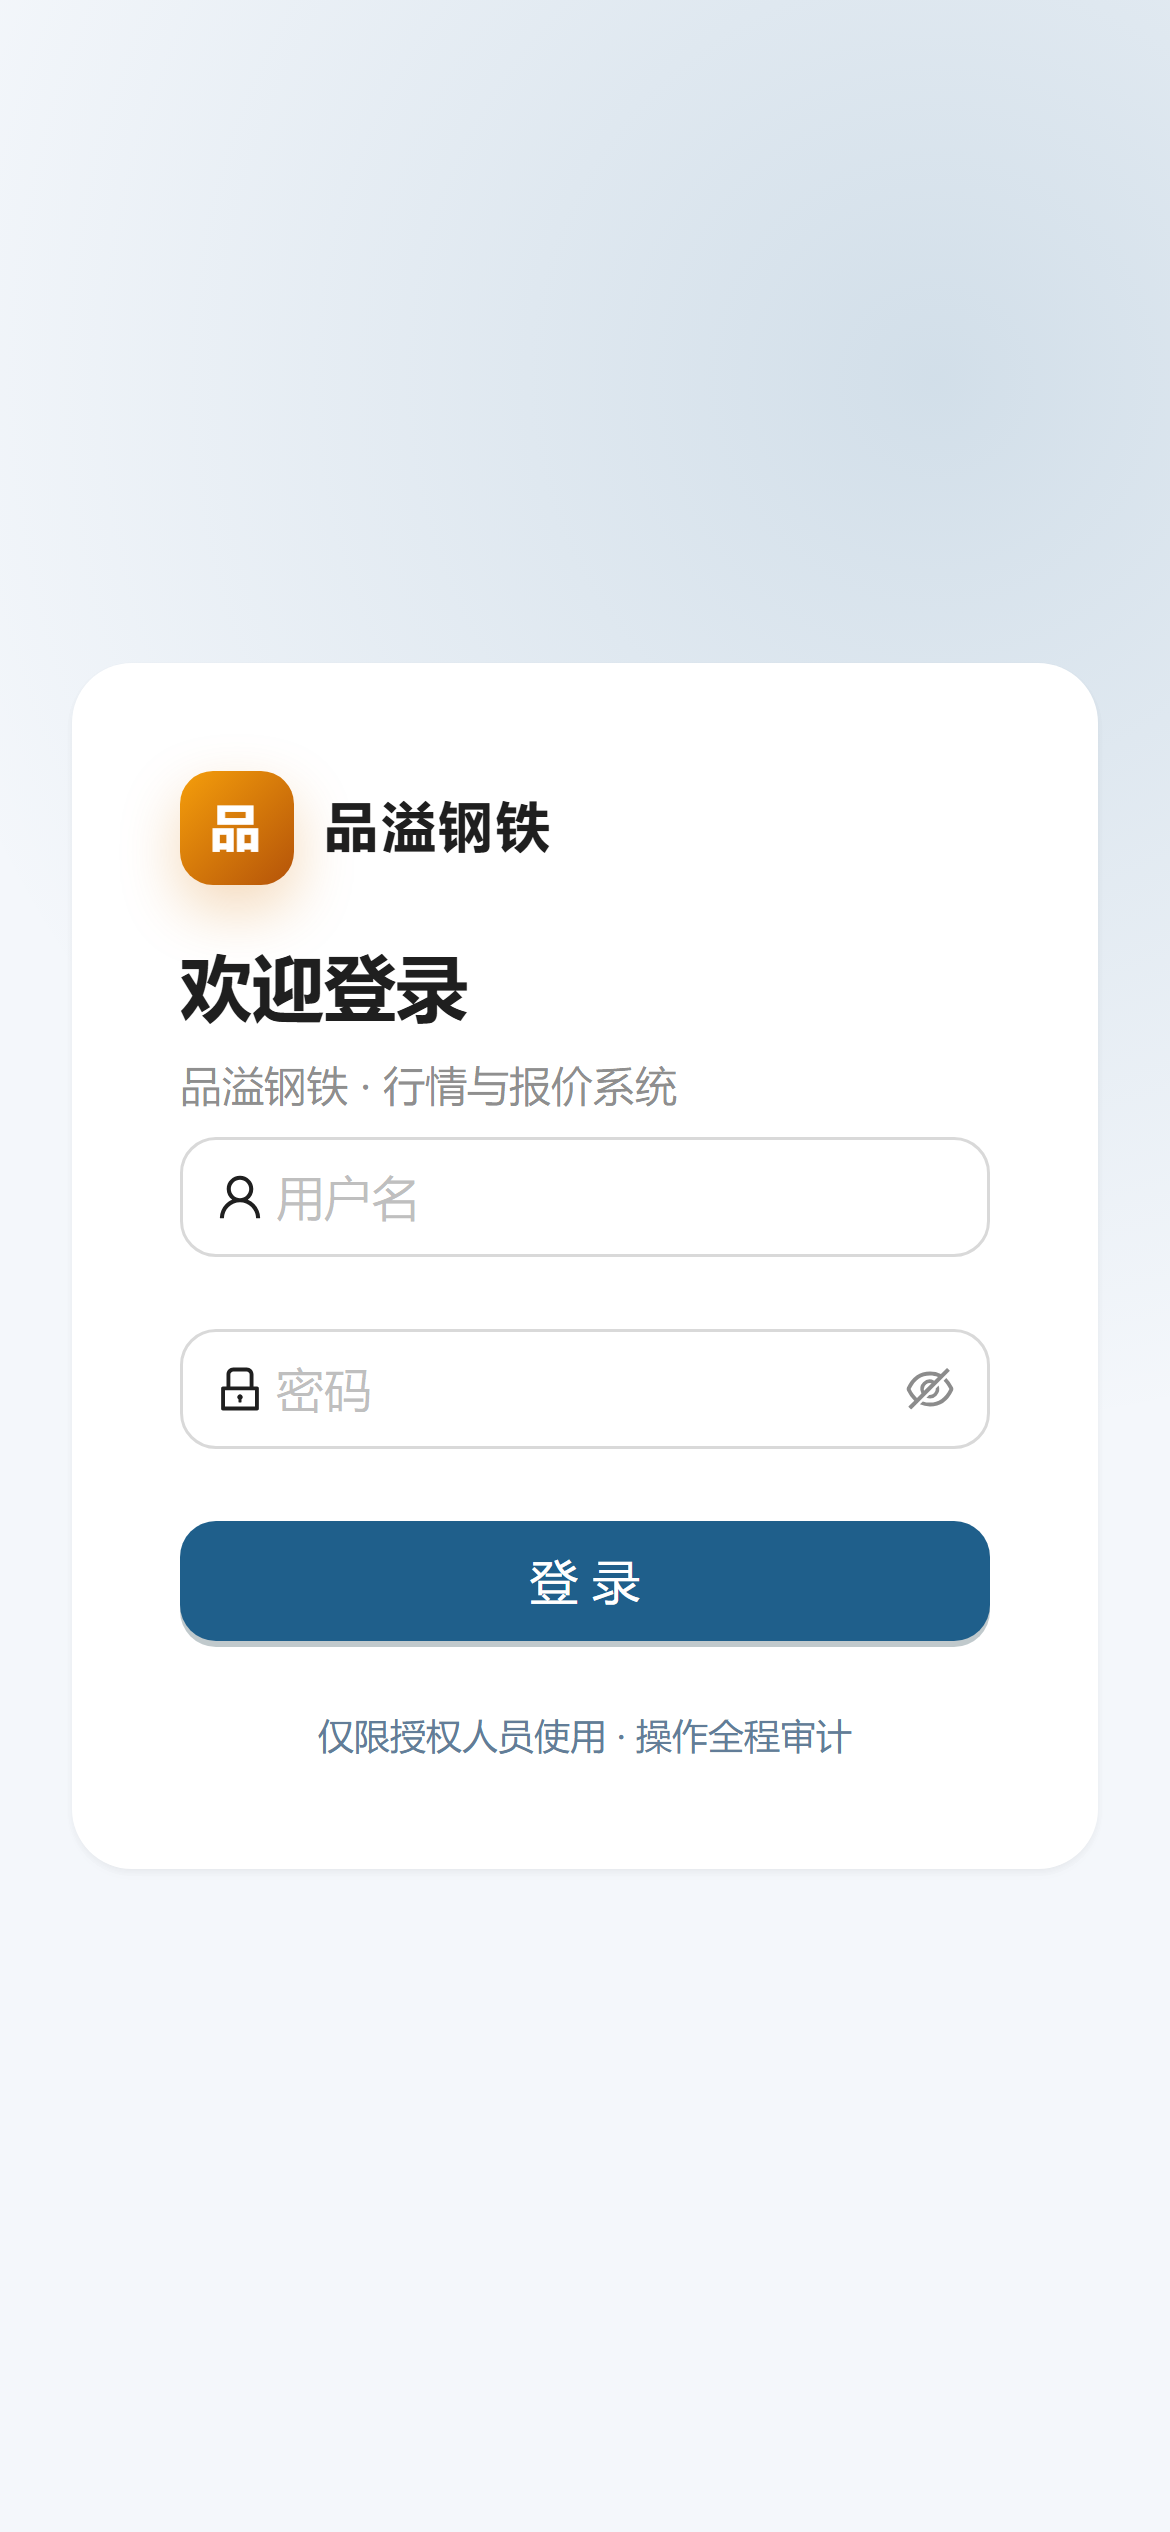 品 品溢钢铁
欢迎登录
品溢钢铁 · 行情与报价系统
用户名
密码
登 录
仅限授权人员使用 · 操作全程审计